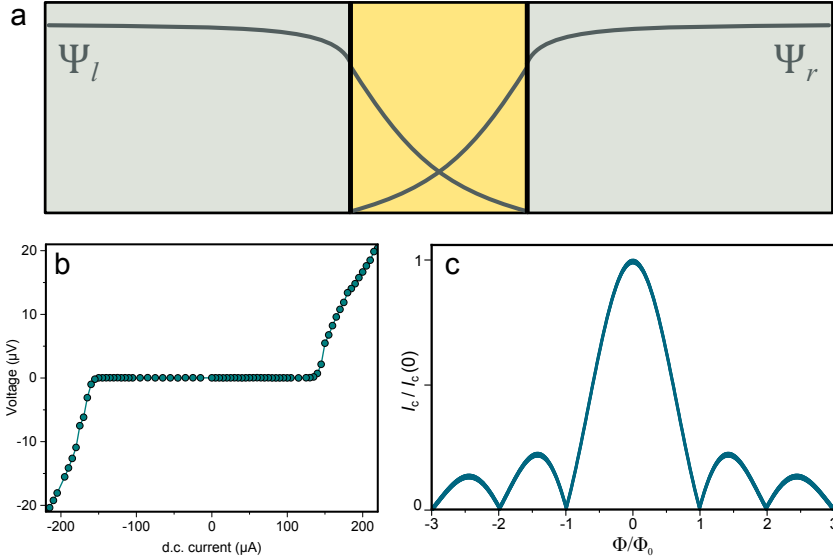 a
Ψl
Ψr
b
20
10
0
-10
-20
Voltage (μV)
-200
-100
0
100
200
d.c. current (μA)
c
1
0
Ic / Ic(0)
-3
-2
-1
0
1
2
3
Φ/Φ0